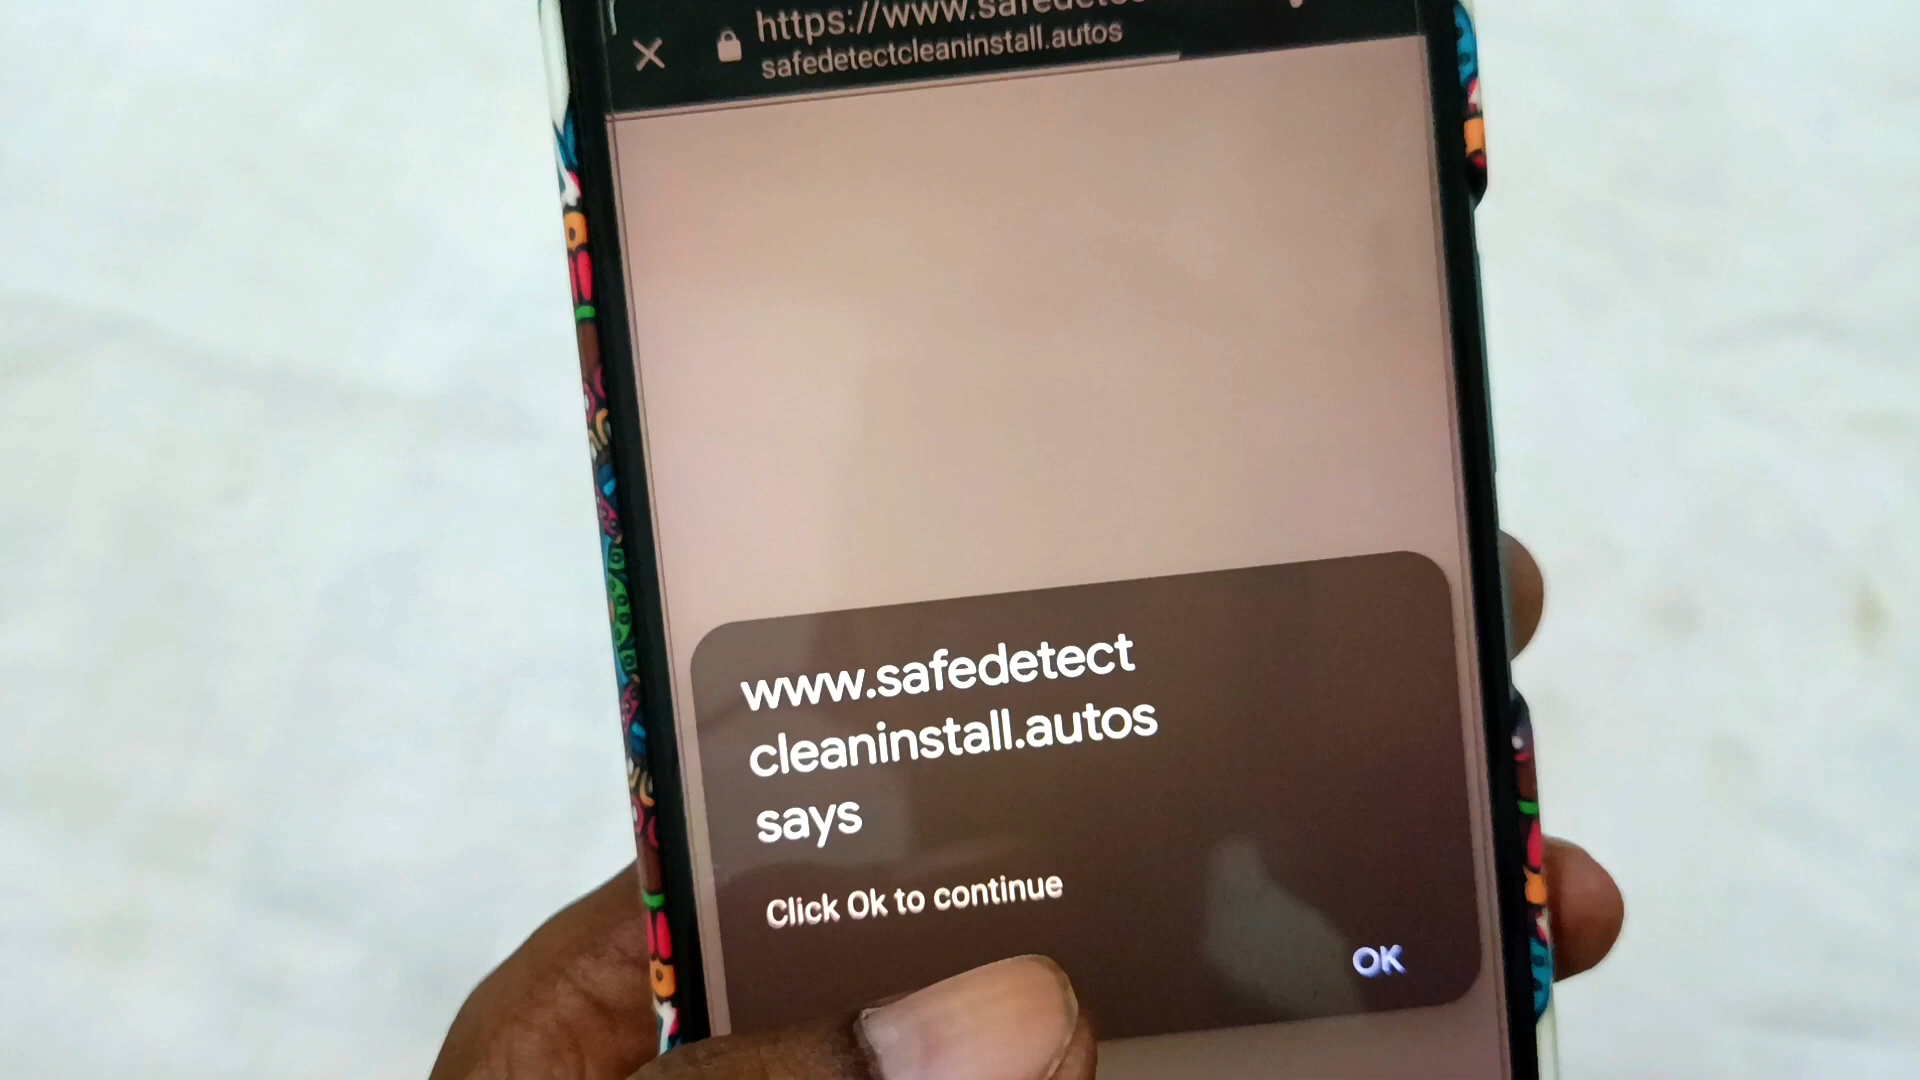 https://www.safedetec
safedetectcleaninstall.autos
www.safedetect
cleaninstall.autos
says
Click Ok to continue
OK